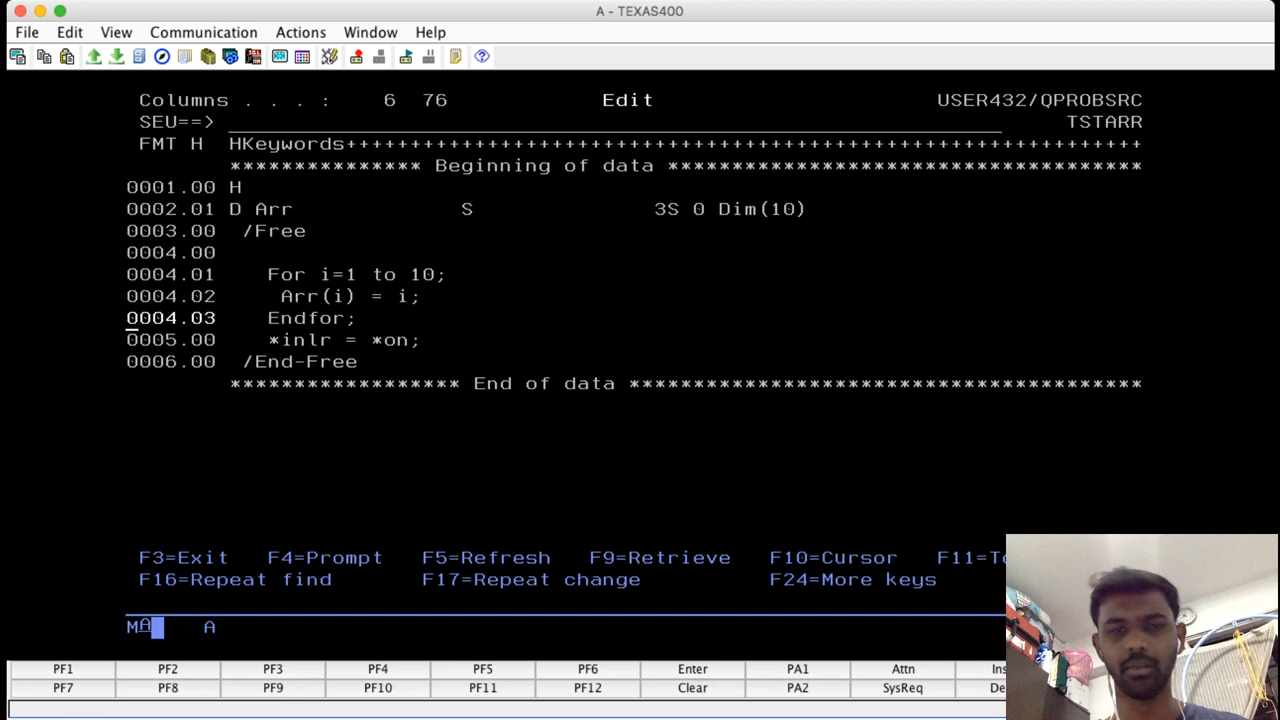 A - TEXAS400
File Edit View Communication Actions Window Help
Columns . . . : 6 76 Edit USER432/QPROBSRC
SEU==> TSTARR
FMT H HKeywords+++++++++++++++++++++++++++++++++++++++++++++++++++++++++++++++
*************** Beginning of data *************************************
0001.00 H
0002.01 D Arr S 3S 0 Dim(10)
0003.00 /Free
0004.00
0004.01 For i=1 to 10;
0004.02 Arr(i) = i;
0004.03 Endfor;
0005.00 *inlr = *on;
0006.00 /End-Free
****************** End of data ****************************************
F3=Exit F4=Prompt F5=Refresh F9=Retrieve F10=Cursor F11=To
F16=Repeat find F17=Repeat change F24=More keys
MA A
PF1 PF2 PF3 PF4 PF5 PF6 Enter PA1 Attn Ins
PF7 PF8 PF9 PF10 PF11 PF12 Clear PA2 SysReq De